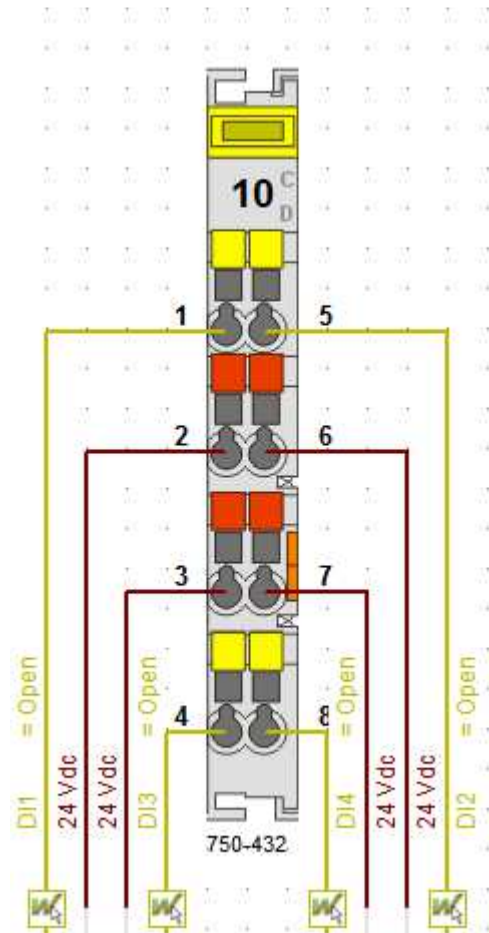 10
C
D
1
5
2
6
3
7
4
8
DI1
= Open
24 Vdc
24 Vdc
DI3
= Open
DI4
= Open
24 Vdc
24 Vdc
DI2
= Open
750-432
W
W
W
W